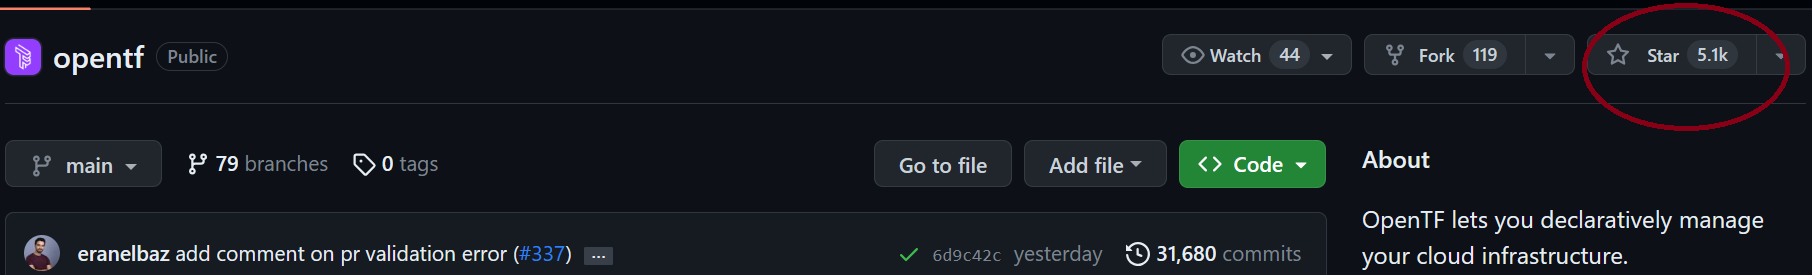 opentf Public Watch 44 Fork 119 Star 5.1k
main 79 branches 0 tags Go to file Add file Code About
OpenTF lets you declaratively manage
your cloud infrastructure.
eranelbaz add comment on pr validation error (#337) ... 6d9c42c yesterday 31,680 commits